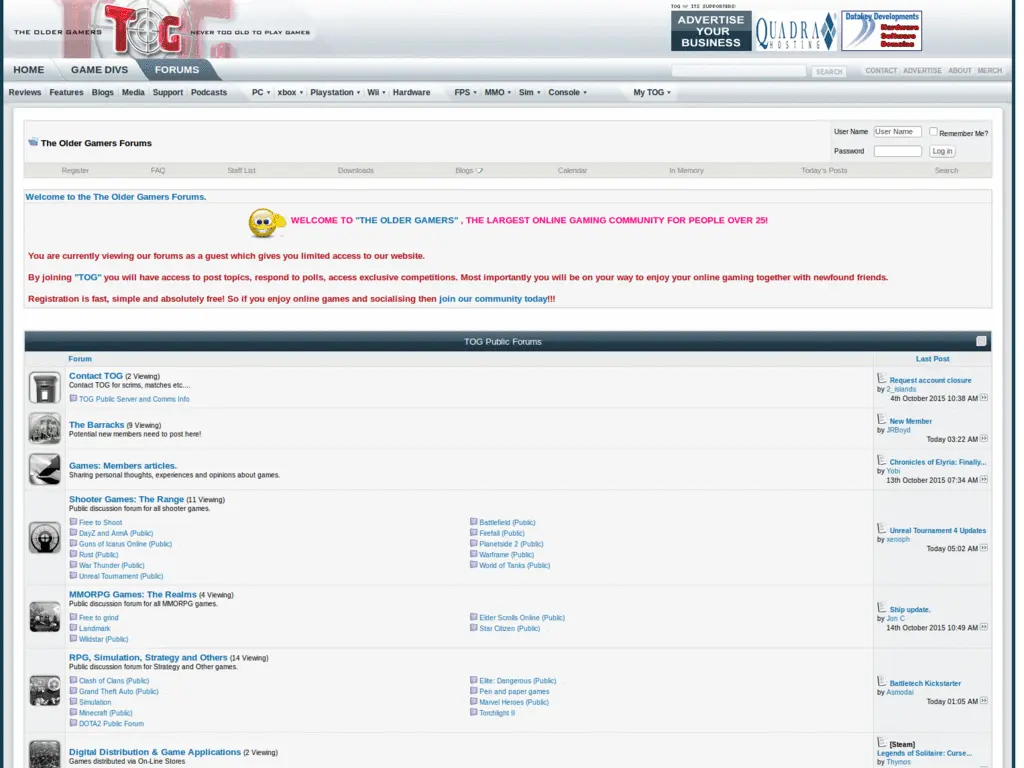 TOG OF ITS SUPPORTERS!
THE OLDER GAMERS TOG NEVER TOO OLD TO PLAY GAMES
ADVERTISE YOUR BUSINESS
QUADRA HOSTING
Datakey Developments
Hardware
Software
Domains
HOME GAME DIVS FORUMS
SEARCH CONTACT ADVERTISE ABOUT MERCH
Reviews Features Blogs Media Support Podcasts PC xbox Playstation Wii Hardware FPS MMO Sim Console My TOG
The Older Gamers Forums
User Name User Name Remember Me?
Password Log in
Register FAQ Staff List Downloads Blogs Calendar In Memory Today's Posts Search
Welcome to the The Older Gamers Forums.
WELCOME TO "THE OLDER GAMERS" , THE LARGEST ONLINE GAMING COMMUNITY FOR PEOPLE OVER 25!
You are currently viewing our forums as a guest which gives you limited access to our website.
By joining "TOG" you will have access to post topics, respond to polls, access exclusive competitions. Most importantly you will be on your way to enjoy your online gaming together with newfound friends.
Registration is fast, simple and absolutely free! So if you enjoy online games and socialising then join our community today!!!
TOG Public Forums
Forum Last Post
Contact TOG (2 Viewing)
Contact TOG for scrims, matches etc....
TOG Public Server and Comms Info
Request account closure
by 2_islands
4th October 2015 10:38 AM
The Barracks (9 Viewing)
Potential new members need to post here!
New Member
by JRBoyd
Today 03:22 AM
Games: Members articles.
Sharing personal thoughts, experiences and opinions about games.
Chronicles of Elyria: Finally...
by Yobi
13th October 2015 07:34 AM
Shooter Games: The Range (11 Viewing)
Public discussion forum for all shooter games.
Free to Shoot Battlefield (Public)
DayZ and ArmA (Public) Firefall (Public)
Guns of Icarus Online (Public) Planetside 2 (Public)
Rust (Public) Warframe (Public)
War Thunder (Public) World of Tanks (Public)
Unreal Tournament (Public)
Unreal Tournament 4 Updates
by xenoph
Today 05:02 AM
MMORPG Games: The Realms (4 Viewing)
Public discussion forum for all MMORPG games.
Free to grind Elder Scrolls Online (Public)
Landmark Star Citizen (Public)
Wildstar (Public)
Ship update.
by Jon C
14th October 2015 10:49 AM
RPG, Simulation, Strategy and Others (14 Viewing)
Public discussion forum for Strategy and Other games.
Clash of Clans (Public) Elite: Dangerous (Public)
Grand Theft Auto (Public) Pen and paper games
Simulation Marvel Heroes (Public)
Minecraft (Public) Torchlight II
DOTA2 Public Forum
Battletech Kickstarter
by Asmodai
Today 01:05 AM
Digital Distribution & Game Applications (2 Viewing)
Games distributed via On-Line Stores
[Steam]
Legends of Solitaire: Curse...
by Thymos